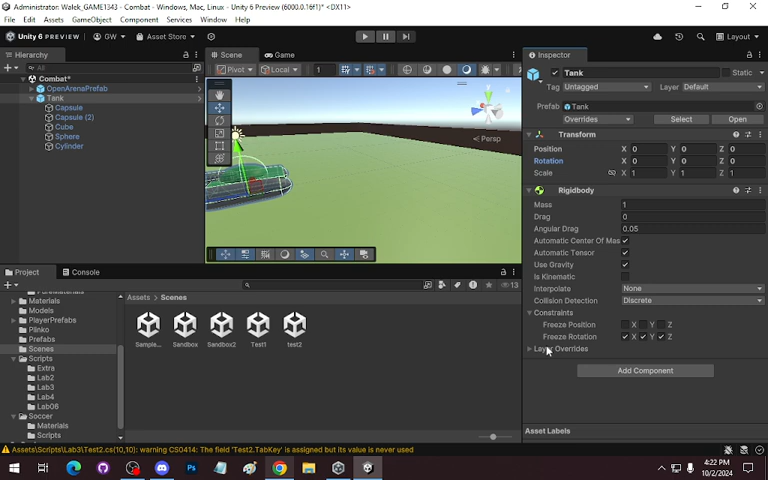 Administrator: Walek_GAME1343 - Combat - Windows, Mac, Linux - Unity 6 Preview (6000.0.16f1)* <DX11>
File Edit Assets GameObject Component Services Window Help
Unity 6 PREVIEW GW Asset Store Layout
Hierarchy Scene Game Inspector
All Pivot Local 1 Tank Static
Combat* Tag Untagged Layer Default
OpenArenaPrefab
Tank Prefab Tank
Capsule Overrides Select Open
Capsule (2) Transform
Cube Persp
Sphere Position X 0 Y 0 Z 0
Cylinder Rotation X 0 Y 0 Z 0
Scale X 1 Y 1 Z 1
Rigidbody
Mass 1
Drag 0
Angular Drag 0.05
Automatic Center Of Mas
Automatic Tensor
Use Gravity
Is Kinematic
Interpolate None
Collision Detection Discrete
Constraints
Freeze Position X Y Z
Freeze Rotation X Y Z
Layer Overrides
Add Component
Asset Labels
Project Console
13
Assets > Scenes
Materials
Models
PlayerPrefabs
Plinko
Prefabs
Scenes
Scripts
Extra
Lab2
Lab3
Lab4
Lab06
Soccer
Materials
Scripts
Sample... Sandbox Sandbox2 Test1 test2
Assets\Scripts\Lab3\Test2.cs(10,10): warning CS0414: The field 'Test2.TabKey' is assigned but its value is never used
4:22 PM
10/2/2024